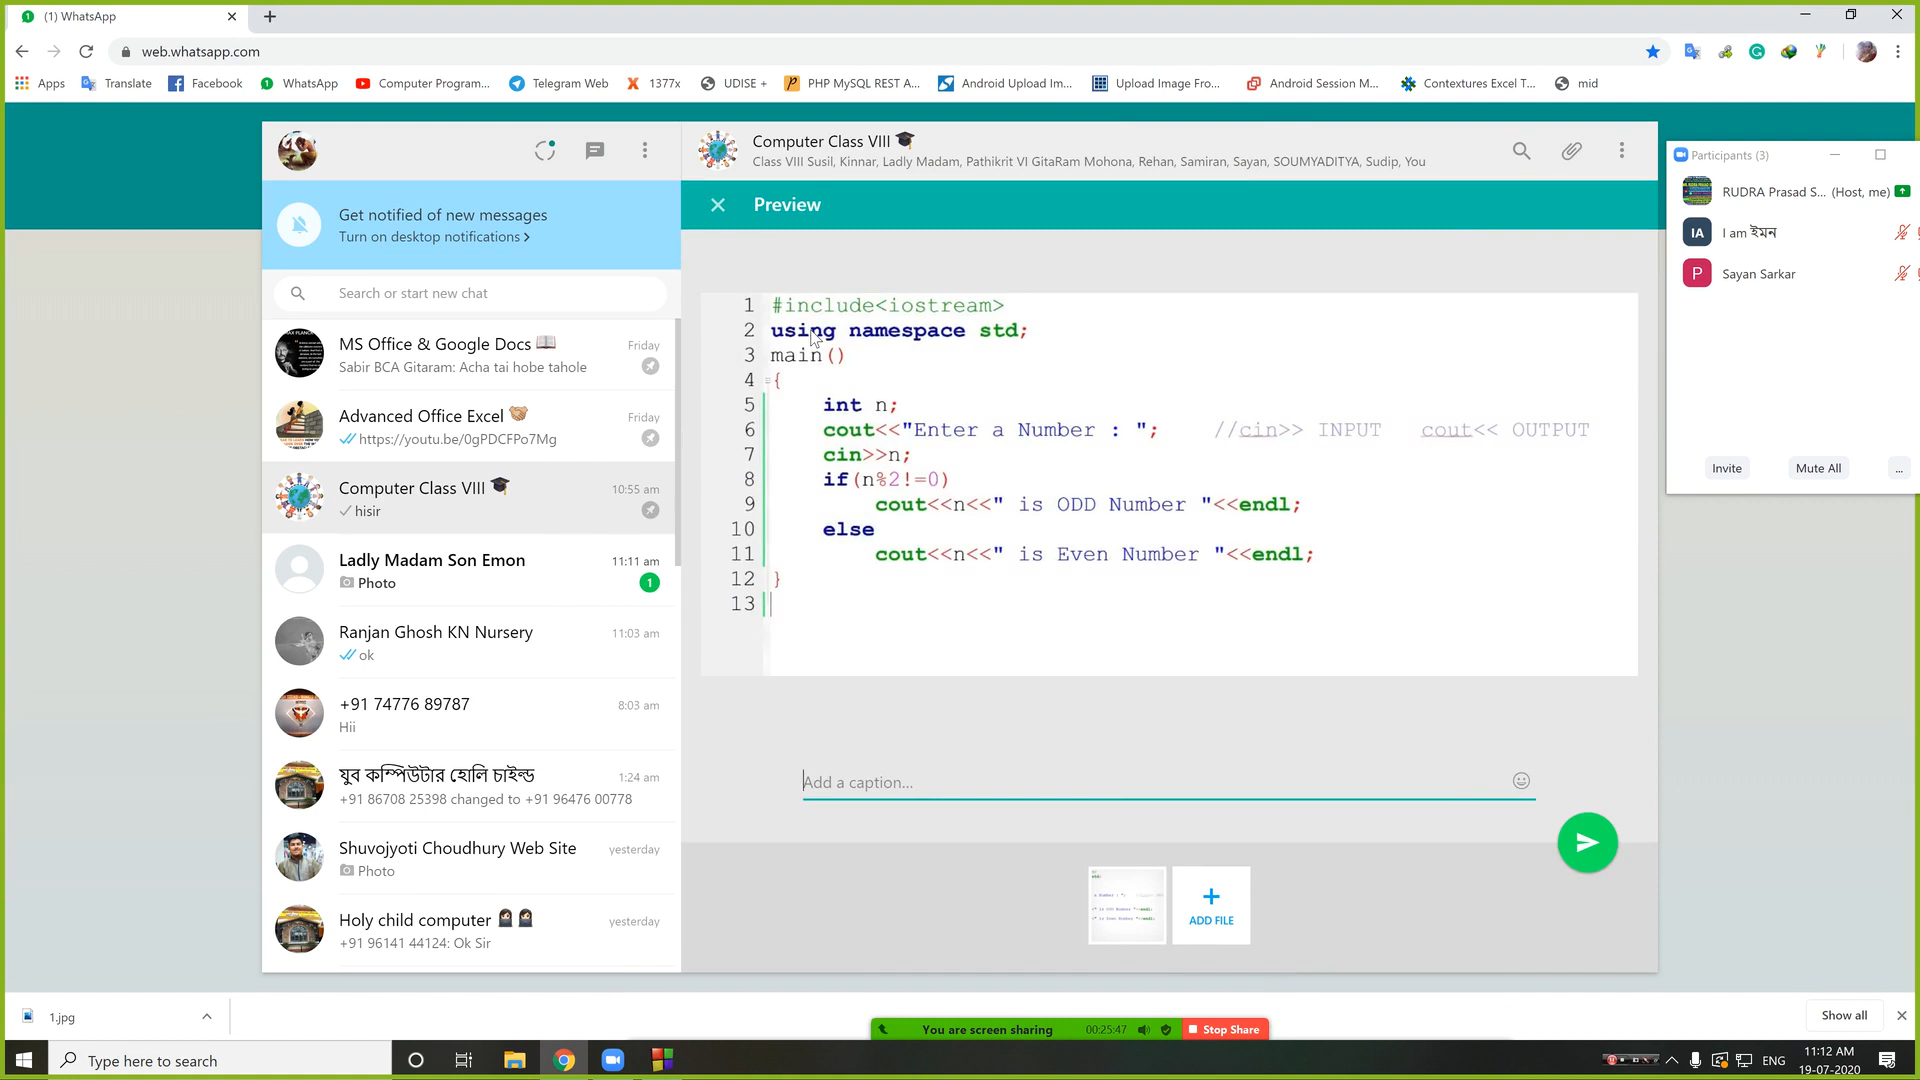 (1) WhatsApp
web.whatsapp.com
Apps Translate Facebook WhatsApp Computer Program... Telegram Web 1377x UDISE + PHP MySQL REST A... Android Upload Im... Upload Image Fro... Android Session M... Contextures Excel T... mid
Computer Class VIII
Class VIII Susil, Kinnar, Ladly Madam, Pathikrit VI GitaRam Mohona, Rehan, Samiran, Sayan, SOUMYADITYA, Sudip, You
Get notified of new messages
Turn on desktop notifications >
Search or start new chat
MS Office & Google Docs Friday
Sabir BCA Gitaram: Acha tai hobe tahole
Advanced Office Excel Friday
https://youtu.be/0gPDCFPo7Mg
Computer Class VIII 10:55 am
hisir
Ladly Madam Son Emon 11:11 am
Photo 1
Ranjan Ghosh KN Nursery 11:03 am
ok
+91 74776 89787 8:03 am
Hii
যুব কম্পিউটার হোলি চাইল্ড 1:24 am
+91 86708 25398 changed to +91 96476 00778
Shuvojyoti Choudhury Web Site yesterday
Photo
Holy child computer yesterday
+91 96141 44124: Ok Sir
Preview
1 #include<iostream>
2 using namespace std;
3 main()
4 {
5 int n;
6 cout<<"Enter a Number : "; //cin>> INPUT cout<< OUTPUT
7 cin>>n;
8 if(n%2!=0)
9 cout<<n<<" is ODD Number "<<endl;
10 else
11 cout<<n<<" is Even Number "<<endl;
12 }
13
Add a caption...
ADD FILE
Participants (3)
RUDRA Prasad S... (Host, me)
IA I am ইমন
P Sayan Sarkar
Invite Mute All ...
1.jpg
Show all
You are screen sharing 00:25:47 Stop Share
Type here to search
ENG
11:12 AM
19-07-2020